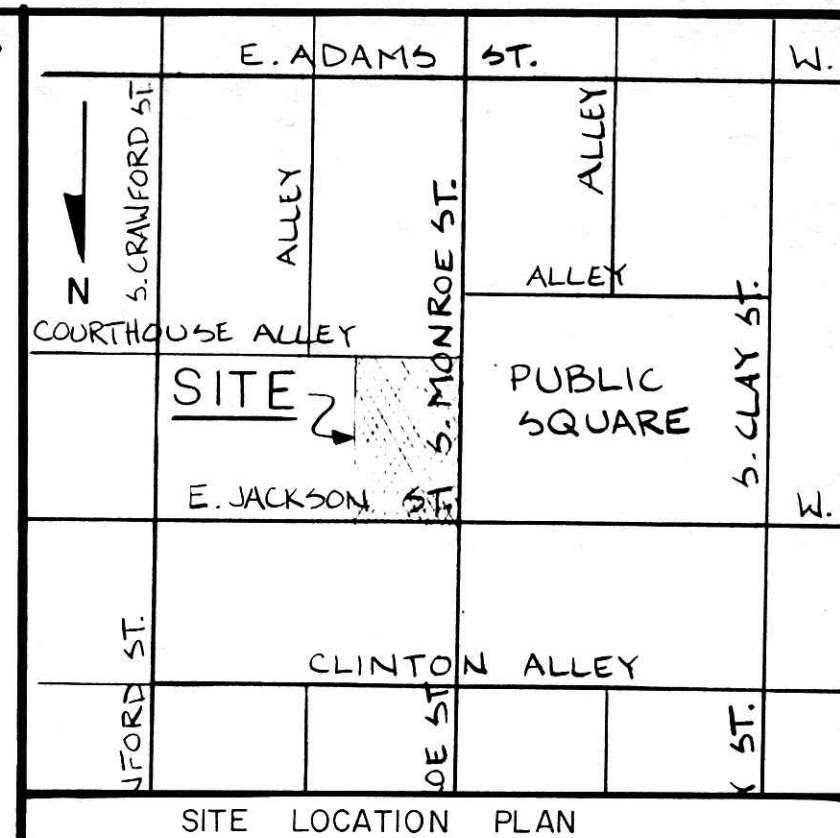 E. ADAMS ST.
W.
S. CRAWFORD ST.
ALLEY
S. MONROE ST.
ALLEY
ALLEY
S. CLAY ST.
N
COURTHOUSE ALLEY
SITE
PUBLIC
SQUARE
E. JACKSON ST.
W.
CLINTON ALLEY
WFORD ST.
OE ST.
Y ST.
SITE LOCATION PLAN